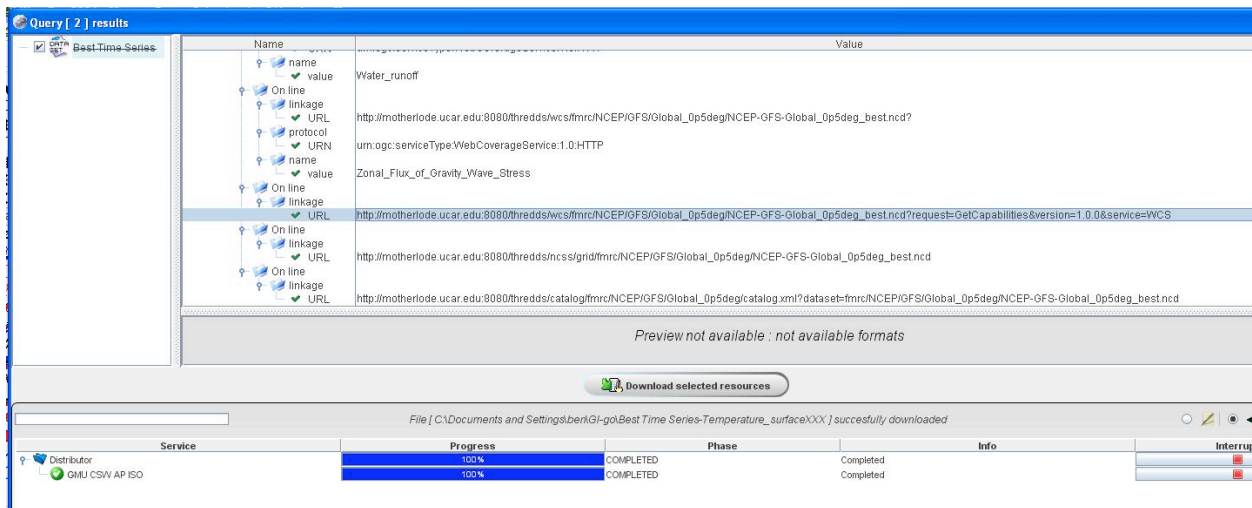 Query [ 2 ] results
DATA SET Best Time Series
Name Value
name
value Water_runoff
On line
linkage
URL http://motherlode.ucar.edu:8080/thredds/wcs/fmrc/NCEP/GFS/Global_0p5deg/NCEP-GFS-Global_0p5deg_best.ncd?
protocol
URN urn:ogc:serviceType:WebCoverageService:1.0:HTTP
name
value Zonal_Flux_of_Gravity_Wave_Stress
On line
linkage
URL http://motherlode.ucar.edu:8080/thredds/wcs/fmrc/NCEP/GFS/Global_0p5deg/NCEP-GFS-Global_0p5deg_best.ncd?request=GetCapabilities&version=1.0.0&service=WCS
On line
linkage
URL http://motherlode.ucar.edu:8080/thredds/ncss/grid/fmrc/NCEP/GFS/Global_0p5deg/NCEP-GFS-Global_0p5deg_best.ncd
On line
linkage
URL http://motherlode.ucar.edu:8080/thredds/catalog/fmrc/NCEP/GFS/Global_0p5deg/catalog.xml?dataset=fmrc/NCEP/GFS/Global_0p5deg/NCEP-GFS-Global_0p5deg_best.ncd
Preview not available : not available formats
Download selected resources
File [ C:\Documents and Settings\beri\GI-go\Best Time Series-Temperature_surfaceXXX ] succesfully downloaded
Service Progress Phase Info Interrup
Distributor 100% COMPLETED Completed
GMU CSW AP ISO 100% COMPLETED Completed